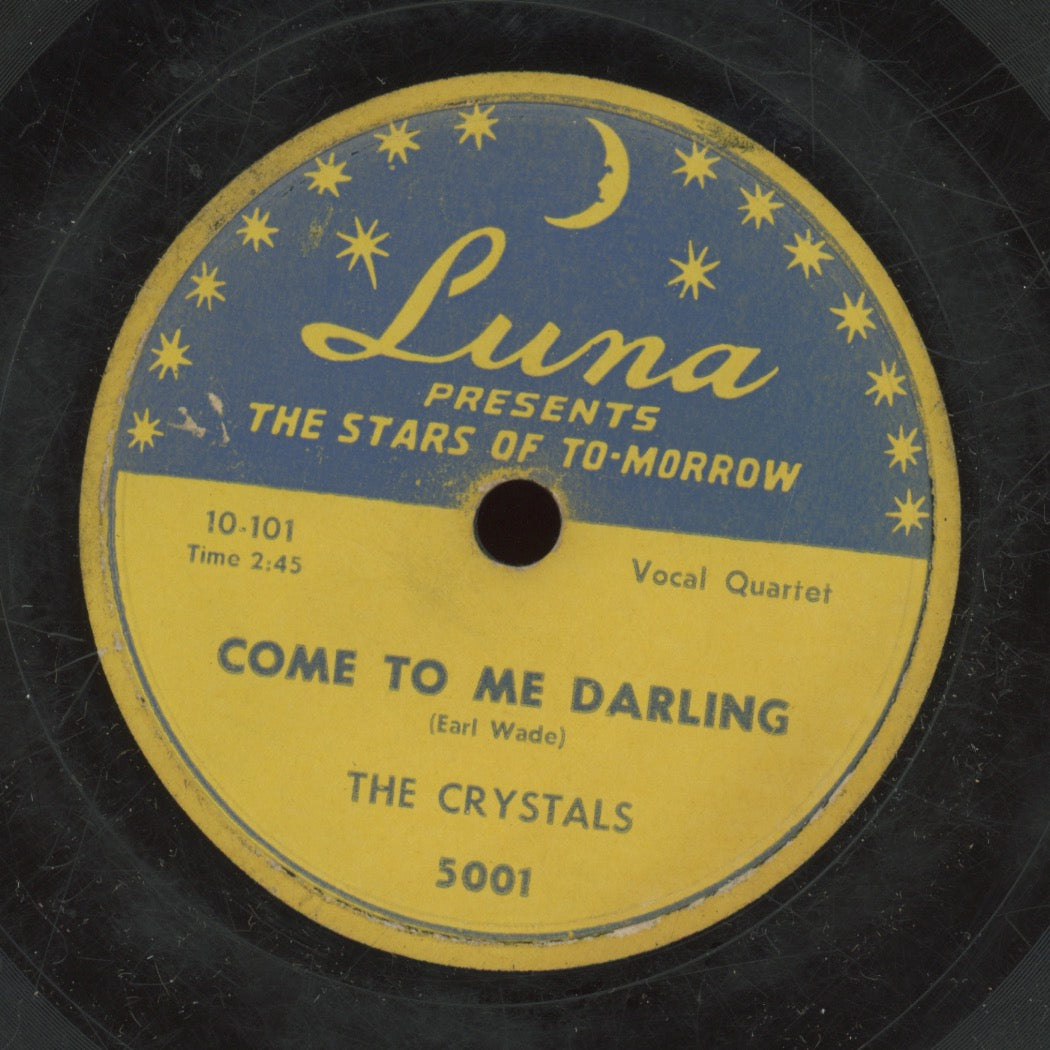 Luna
PRESENTS
THE STARS OF TO-MORROW
10-101
Time 2:45
Vocal Quartet
COME TO ME DARLING
(Earl Wade)
THE CRYSTALS
5001